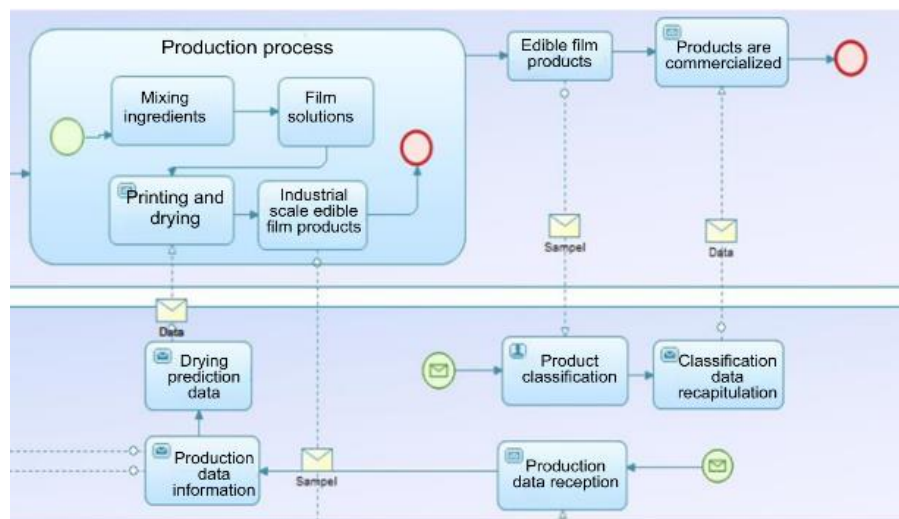 Production process
Mixing
ingredients
Film
solutions
Printing and
drying
Industrial
scale edible
film products
Edible film
products
Products are
commercialized
Sampel
Data
Data
Drying
prediction
data
Product
classification
Classification
data
recapitulation
Production
data
information
Sampel
Production
data reception